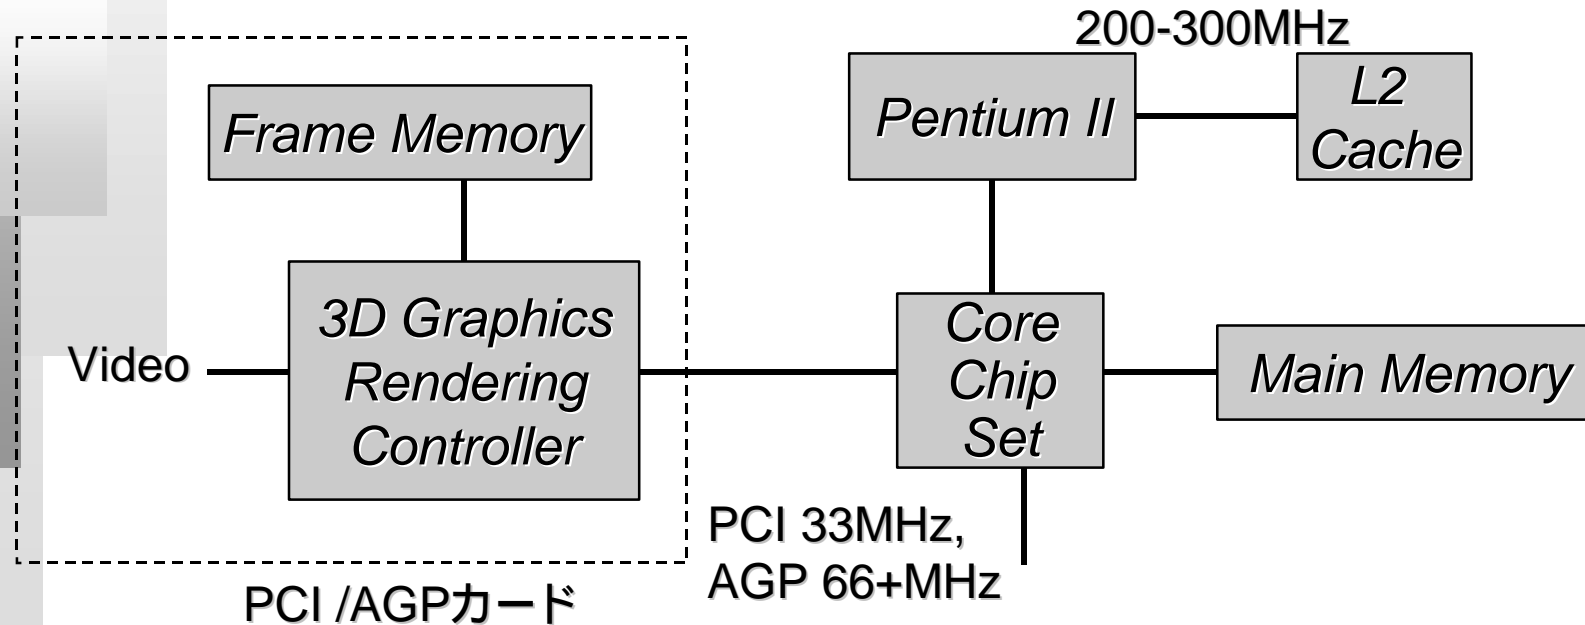 200-300MHz
Frame Memory
Pentium II
L2
Cache
3D Graphics
Rendering
Controller
Video
Core
Chip
Set
Main Memory
PCI 33MHz,
AGP 66+MHz
PCI /AGPカード